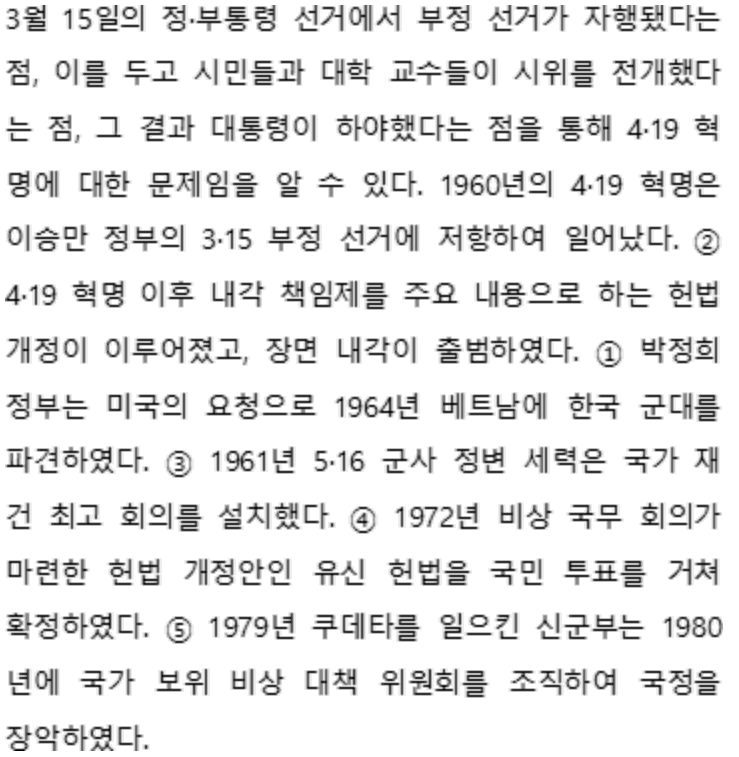 3월 15일의 정·부통령 선거에서 부정 선거가 자행됐다는
점, 이를 두고 시민들과 대학 교수들이 시위를 전개했다
는 점, 그 결과 대통령이 하야했다는 점을 통해 4·19 혁
명에 대한 문제임을 알 수 있다. 1960년의 4·19 혁명은
이승만 정부의 3·15 부정 선거에 저항하여 일어났다. ②
4·19 혁명 이후 내각 책임제를 주요 내용으로 하는 헌법
개정이 이루어졌고, 장면 내각이 출범하였다. ① 박정희
정부는 미국의 요청으로 1964년 베트남에 한국 군대를
파견하였다. ③ 1961년 5·16 군사 정변 세력은 국가 재
건 최고 회의를 설치했다. ④ 1972년 비상 국무 회의가
마련한 헌법 개정안인 유신 헌법을 국민 투표를 거쳐
확정하였다. ⑤ 1979년 쿠데타를 일으킨 신군부는 1980
년에 국가 보위 비상 대책 위원회를 조직하여 국정을
장악하였다.